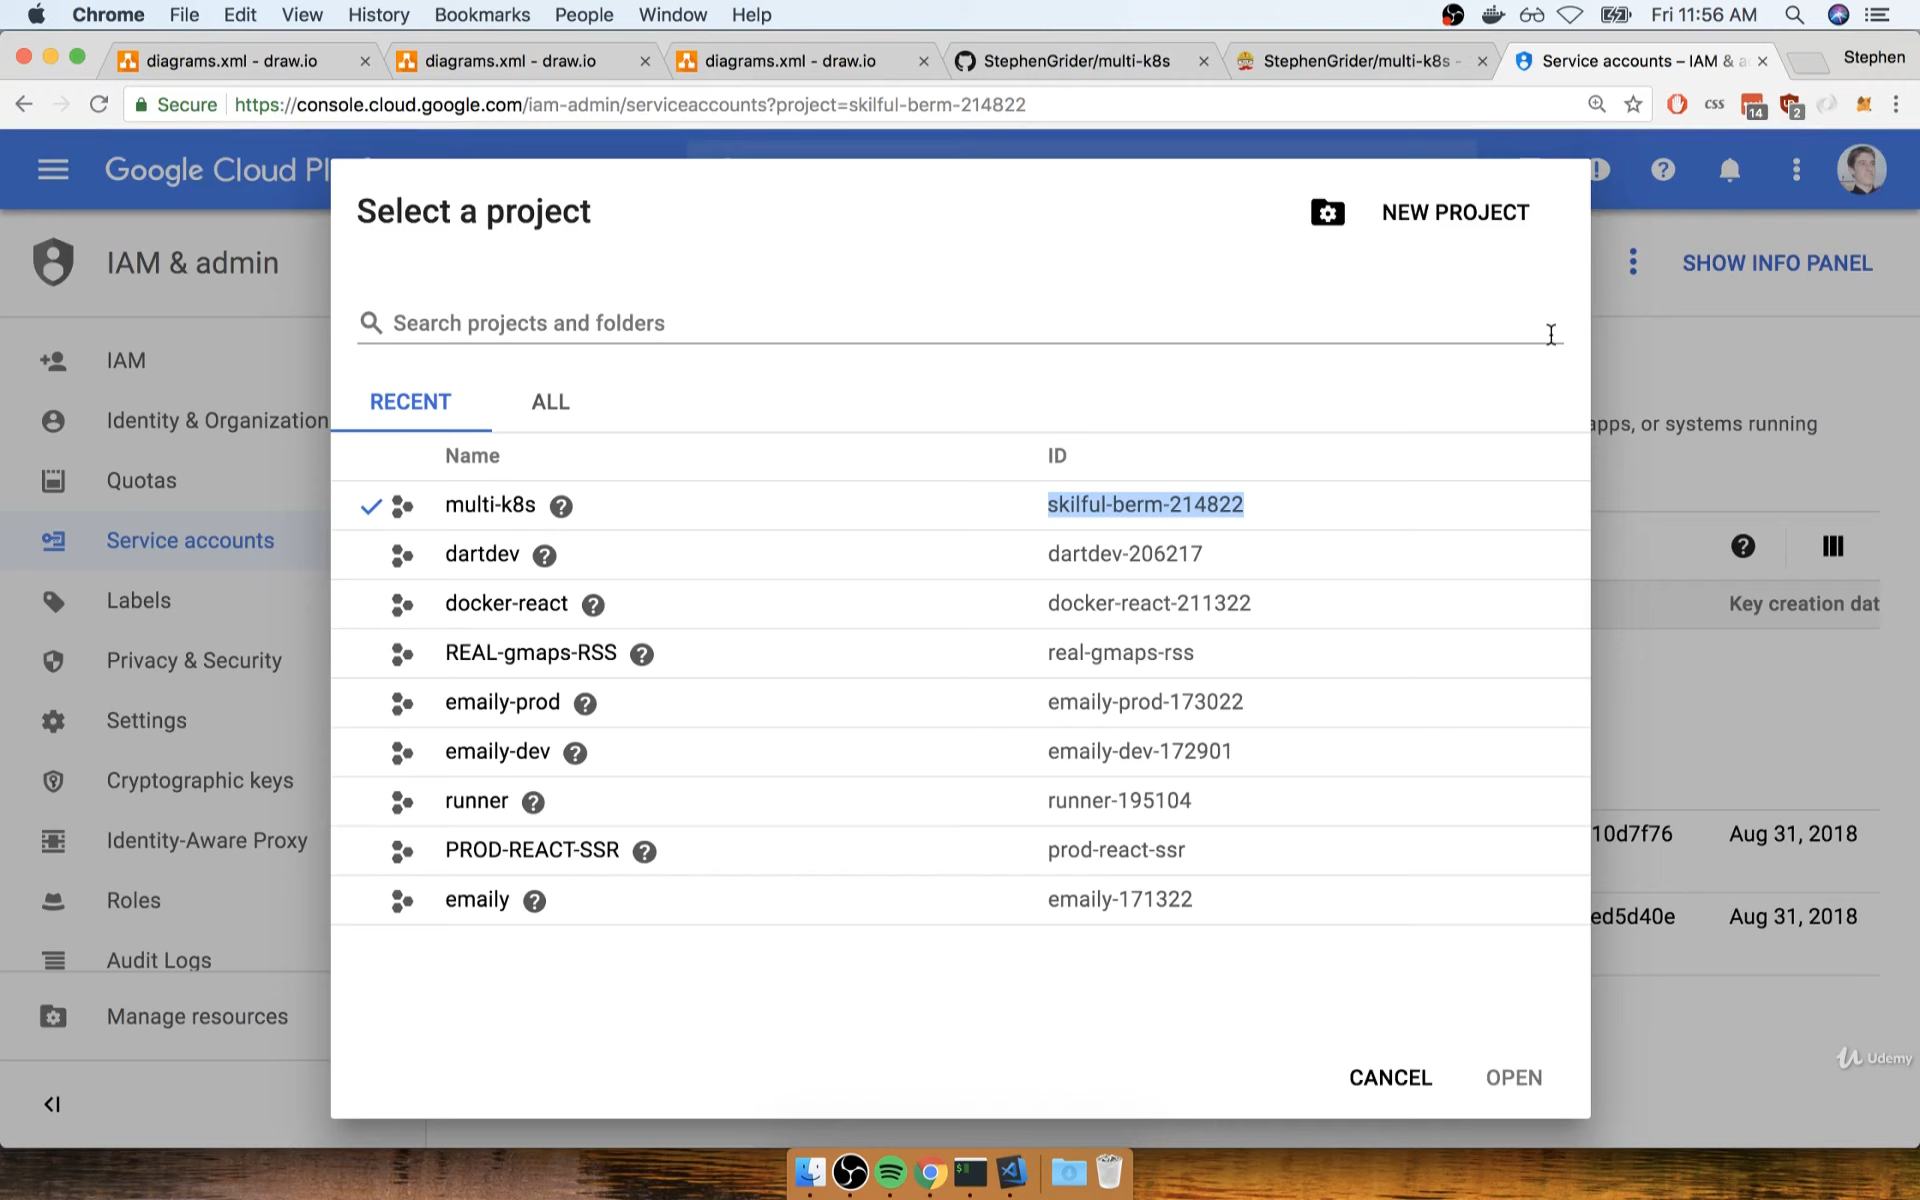 Chrome File Edit View History Bookmarks People Window Help Fri 11:56 AM
diagrams.xml - draw.io diagrams.xml - draw.io diagrams.xml - draw.io StephenGrider/multi-k8s StephenGrider/multi-k8s - Service accounts – IAM & a Stephen
Secure https://console.cloud.google.com/iam-admin/serviceaccounts?project=skilful-berm-214822 CSS 14 2
Google Cloud Pl
Select a project NEW PROJECT
IAM & admin SHOW INFO PANEL
Search projects and folders
IAM
RECENT ALL
Identity & Organization apps, or systems running
Name ID
Quotas
multi-k8s skilful-berm-214822
Service accounts
dartdev dartdev-206217
Labels
docker-react docker-react-211322 Key creation dat
REAL-gmaps-RSS real-gmaps-rss
Privacy & Security
emaily-prod emaily-prod-173022
Settings
emaily-dev emaily-dev-172901
Cryptographic keys
runner runner-195104
Identity-Aware Proxy 10d7f76 Aug 31, 2018
PROD-REACT-SSR prod-react-ssr
Roles
emaily emaily-171322
ed5d40e Aug 31, 2018
Audit Logs
Manage resources
Udemy
CANCEL OPEN